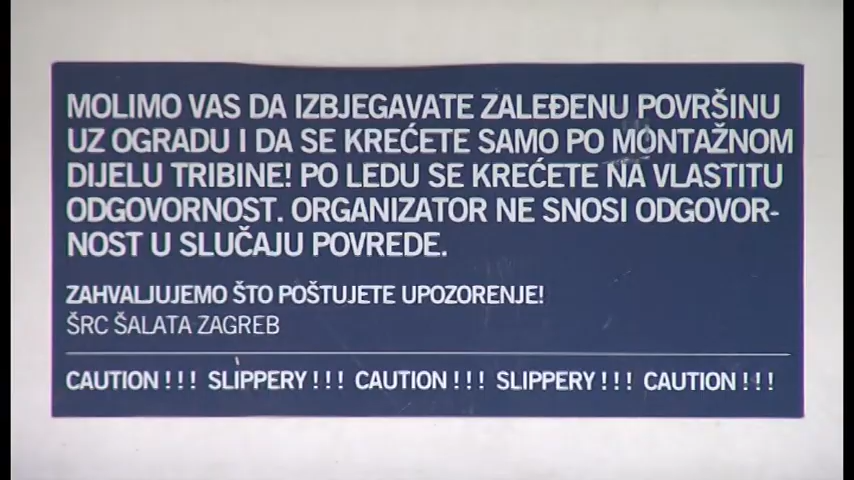 MOLIMO VAS DA IZBJEGAVATE ZALEĐENU POVRŠINU
UZ OGRADU I DA SE KREĆETE SAMO PO MONTAŽNOM
DIJELU TRIBINE! PO LEDU SE KREĆETE NA VLASTITU
ODGOVORNOST. ORGANIZATOR NE SNOSI ODGOVOR-
NOST U SLUČAJU POVREDE.
ZAHVALJUJEMO ŠTO POŠTUJETE UPOZORENJE!
ŠRC ŠALATA ZAGREB
CAUTION !!! SLIPPERY !!! CAUTION !!! SLIPPERY !!! CAUTION !!!